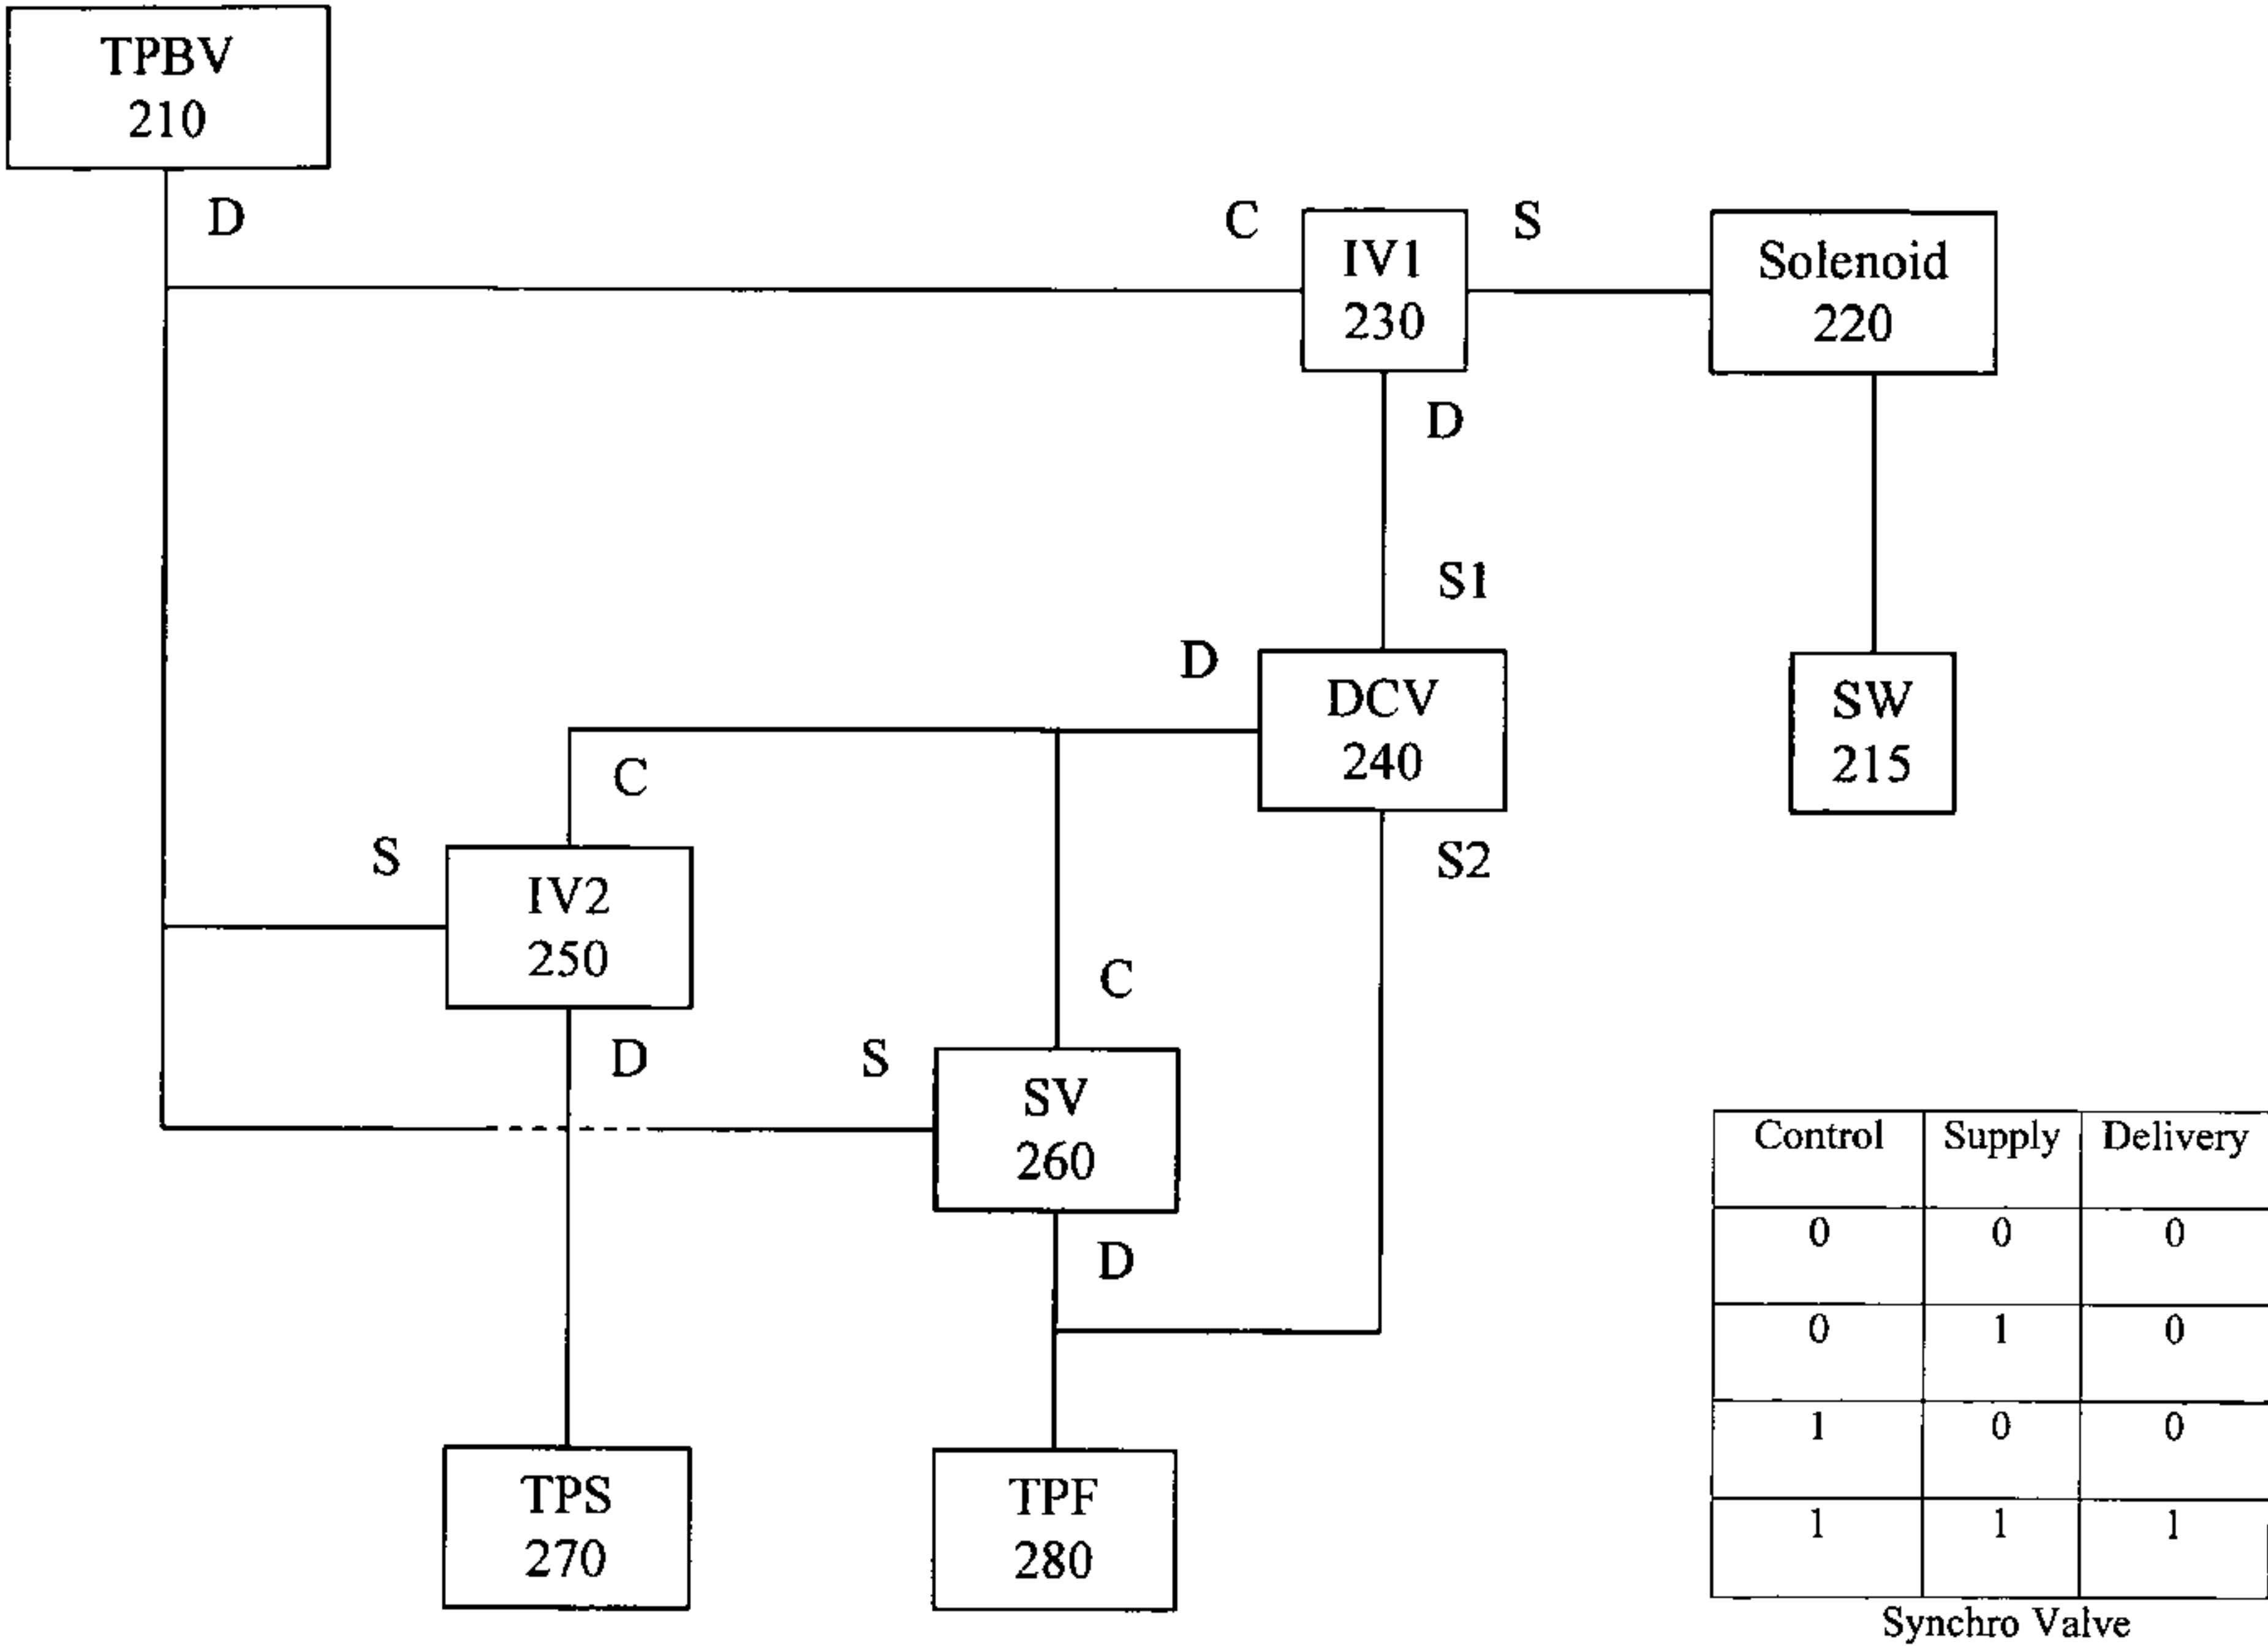 TPBV
210
D
C
IV1
230
S
Solenoid
220
D
S1
D
DCV
240
SW
215
C
S
IV2
250
S2
D
C
S
SV
260
D
TPS
270
TPF
280
Control Supply Delivery
0 0 0
0 1 0
1 0 0
1 1 1
Synchro Valve